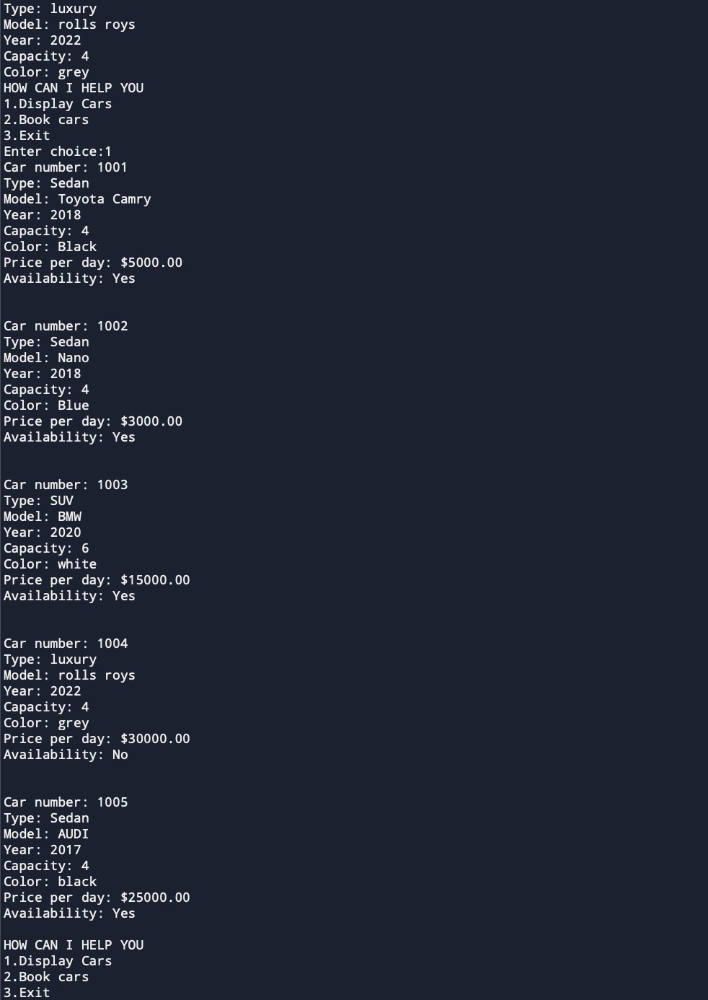 Type: luxury
Model: rolls roys
Year: 2022
Capacity: 4
Color: grey
HOW CAN I HELP YOU
1.Display Cars
2.Book cars
3.Exit
Enter choice:1
Car number: 1001
Type: Sedan
Model: Toyota Camry
Year: 2018
Capacity: 4
Color: Black
Price per day: $5000.00
Availability: Yes
Car number: 1002
Type: Sedan
Model: Nano
Year: 2018
Capacity: 4
Color: Blue
Price per day: $3000.00
Availability: Yes
Car number: 1003
Type: SUV
Model: BMW
Year: 2020
Capacity: 6
Color: white
Price per day: $15000.00
Availability: Yes
Car number: 1004
Type: luxury
Model: rolls roys
Year: 2022
Capacity: 4
Color: grey
Price per day: $30000.00
Availability: No
Car number: 1005
Type: Sedan
Model: AUDI
Year: 2017
Capacity: 4
Color: black
Price per day: $25000.00
Availability: Yes
HOW CAN I HELP YOU
1.Display Cars
2.Book cars
3.Exit